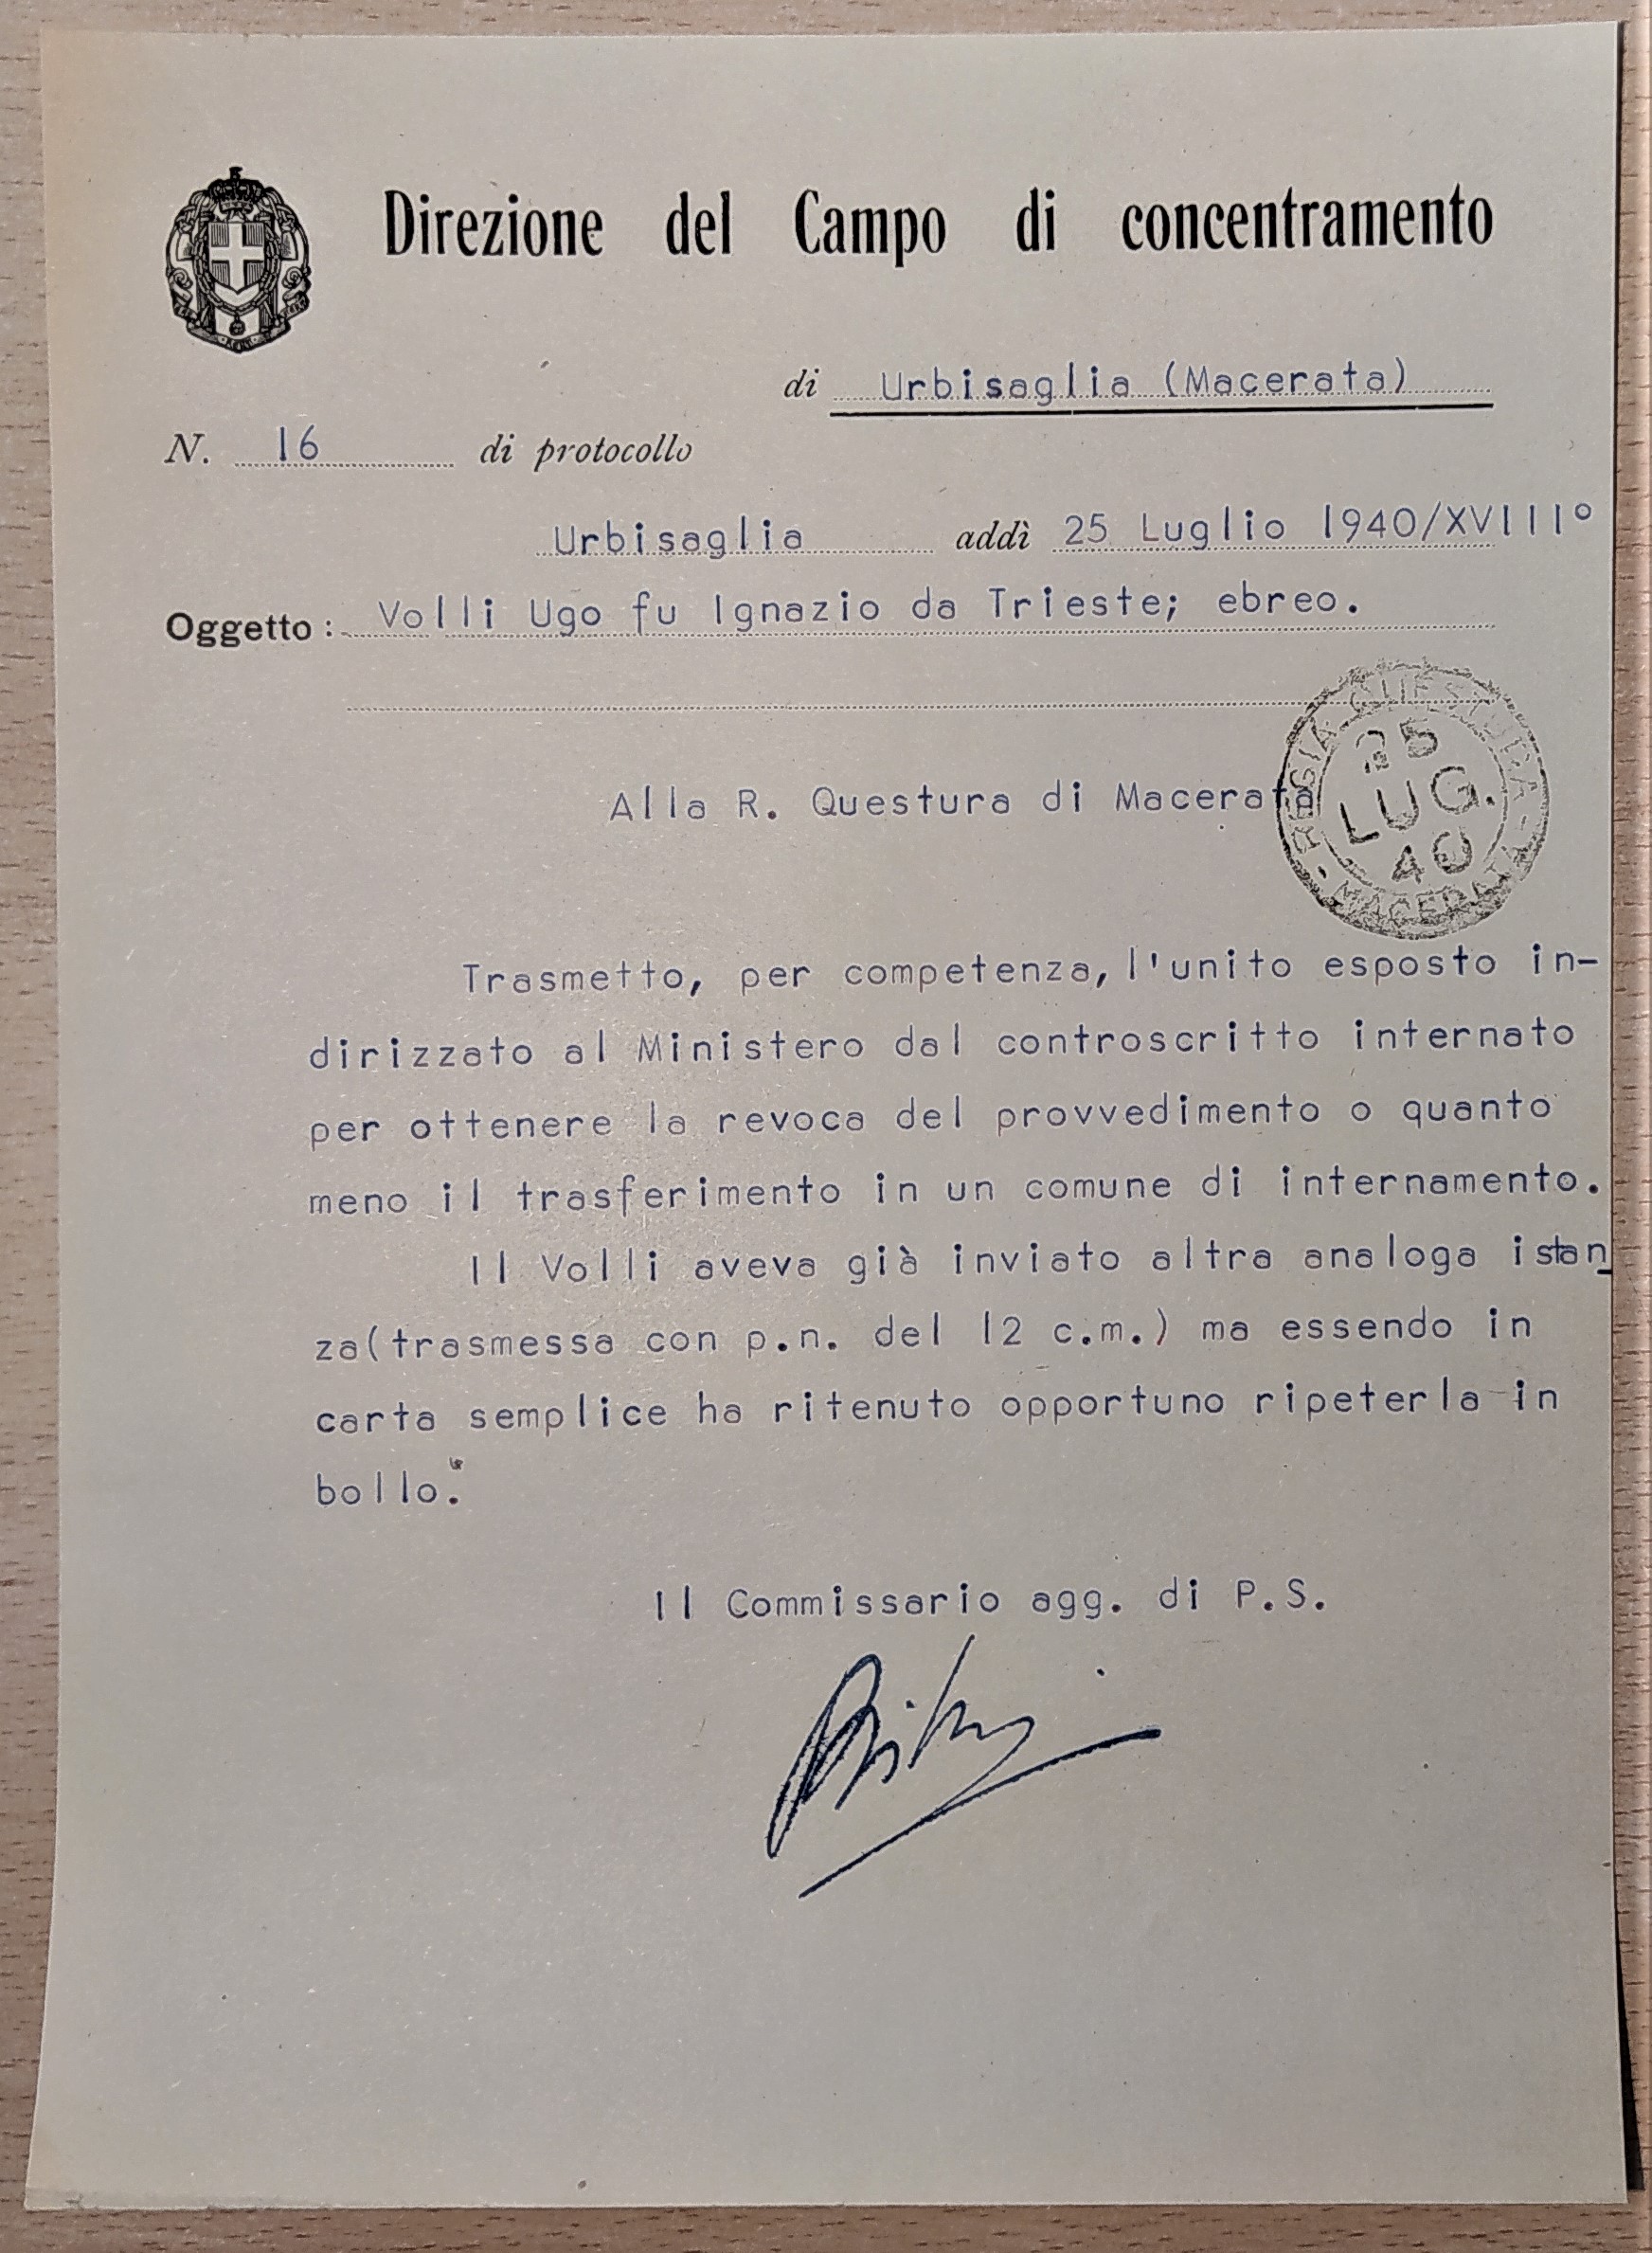 Direzione del Campo di concentramento
di Urbisaglia (Macerata)
N. 16 di protocollo
Urbisaglia addì 25 Luglio 1940/XVIII°
Oggetto: Volli Ugo fu Ignazio da Trieste; ebreo.
REGIA QUESTURA - MACERATA -
25
LUG.
40
Alla R. Questura di Macerata
Trasmetto, per competenza, l'unito esposto in-
dirizzato al Ministero dal controscritto internato
per ottenere la revoca del provvedimento o quanto
meno il trasferimento in un comune di internamento.
Il Volli aveva già inviato altra analoga istan
za(trasmessa con p.n. del 12 c.m.) ma essendo in
carta semplice ha ritenuto opportuno ripeterla in
bollo.
Il Commissario agg. di P.S.